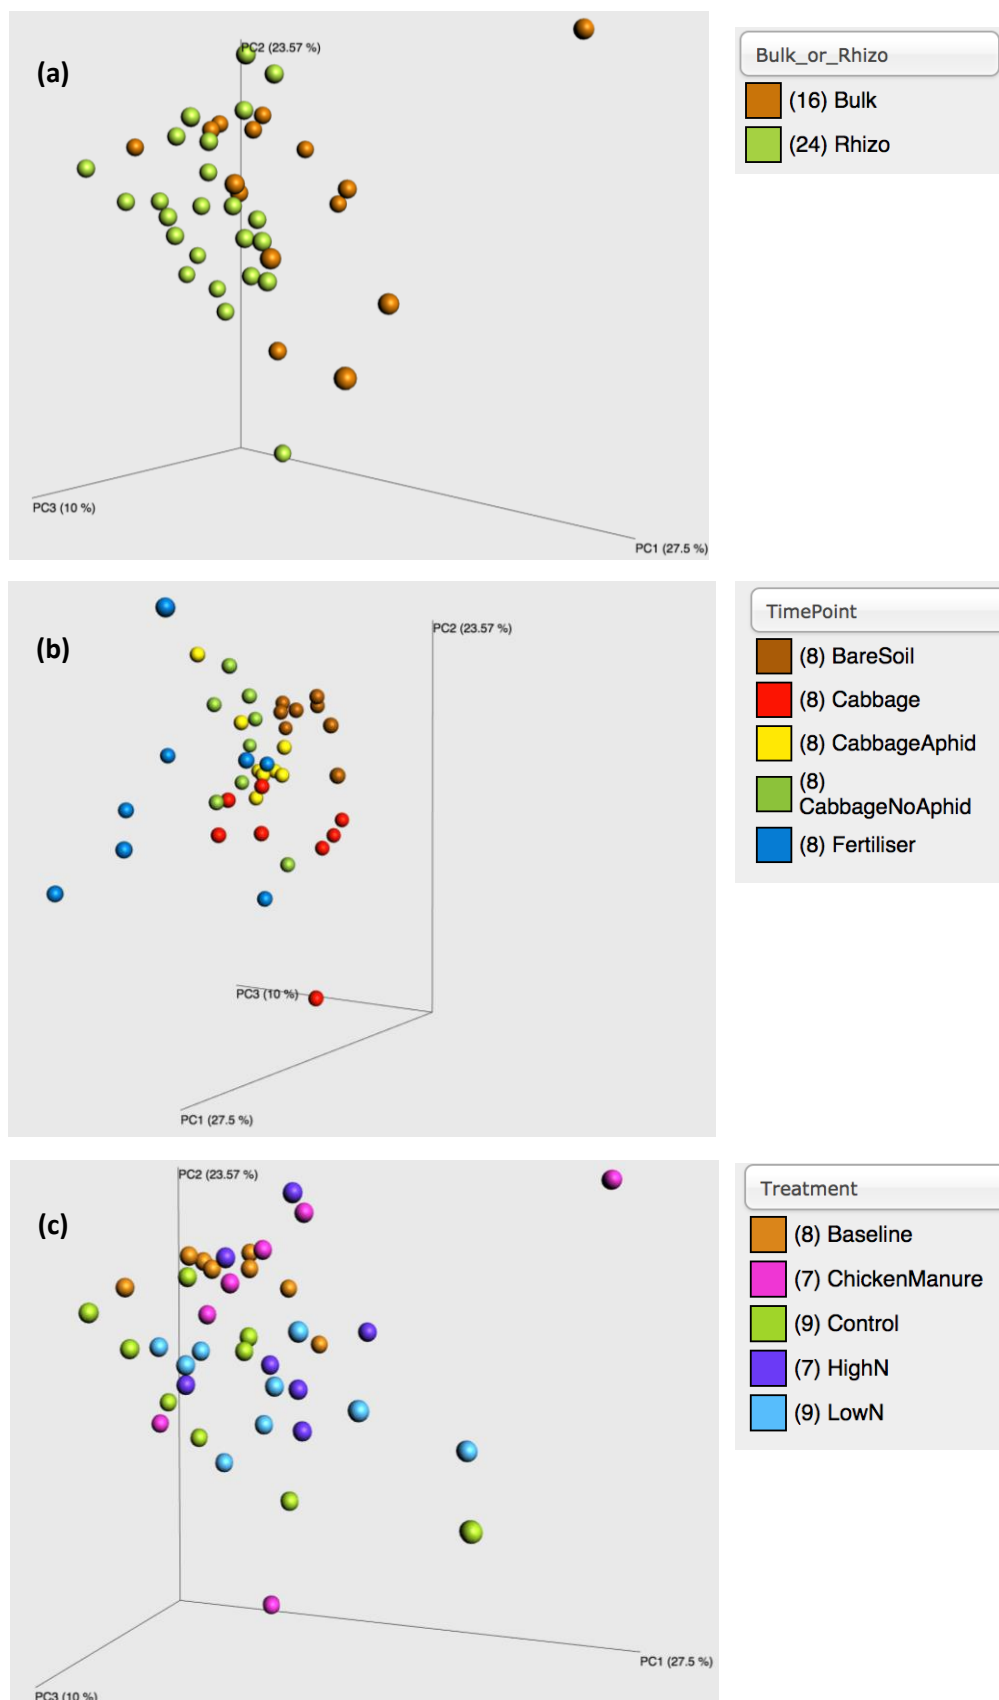 (a)
PC2 (23.57 %)
PC3 (10 %)
PC1 (27.5 %)
Bulk_or_Rhizo
(16) Bulk
(24) Rhizo
(b)
PC2 (23.57 %)
PC3 (10 %)
PC1 (27.5 %)
TimePoint
(8) BareSoil
(8) Cabbage
(8) CabbageAphid
(8)
CabbageNoAphid
(8) Fertiliser
(c)
PC2 (23.57 %)
PC1 (27.5 %)
PC3 (10 %)
Treatment
(8) Baseline
(7) ChickenManure
(9) Control
(7) HighN
(9) LowN